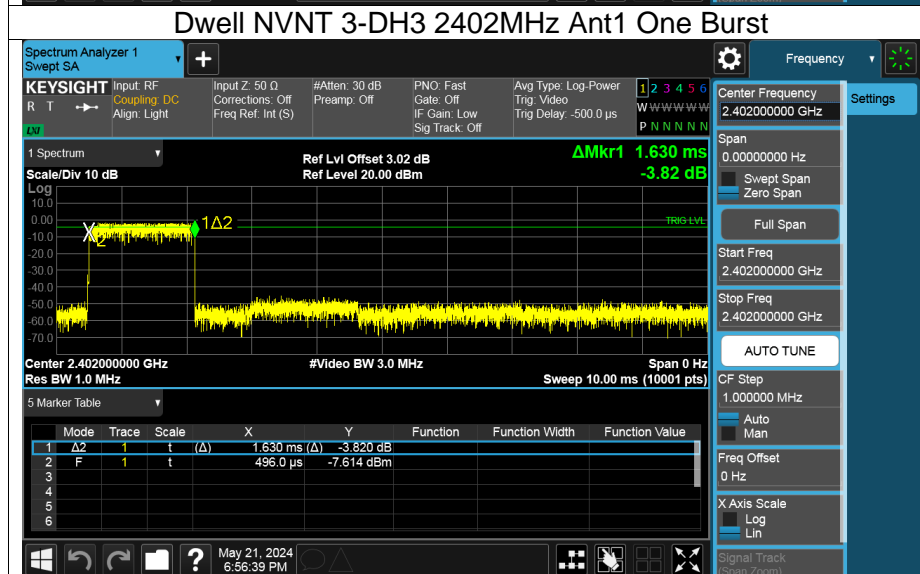 Dwell NVNT 3-DH3 2402MHz Ant1 One Burst
Spectrum Analyzer 1
Swept SA
+
Frequency
KEYSIGHT
R T
LXI
Input: RF
Coupling: DC
Align: Light
Input Z: 50 Ω
Corrections: Off
Freq Ref: Int (S)
#Atten: 30 dB
Preamp: Off
PNO: Fast
Gate: Off
IF Gain: Low
Sig Track: Off
Avg Type: Log-Power
Trig: Video
Trig Delay: -500.0 µs
1 2 3 4 5 6
W W W W W W
P N N N N N
1 Spectrum
Scale/Div 10 dB
Ref Lvl Offset 3.02 dB
Ref Level 20.00 dBm
ΔMkr1 1.630 ms
-3.82 dB
Log
10.0
0.00
-10.0
-20.0
-30.0
-40.0
-50.0
-60.0
-70.0
X2
1Δ2
TRIG LVL
Center 2.402000000 GHz
#Video BW 3.0 MHz
Span 0 Hz
Res BW 1.0 MHz
Sweep 10.00 ms (10001 pts)
5 Marker Table
Mode Trace Scale X Y Function Function Width Function Value
1 Δ2 1 t (Δ) 1.630 ms (Δ) -3.820 dB
2 F 1 t 496.0 µs -7.614 dBm
3
4
5
6
?
May 21, 2024
6:56:39 PM
Center Frequency
2.402000000 GHz
Span
0.00000000 Hz
Swept Span
Zero Span
Full Span
Start Freq
2.402000000 GHz
Stop Freq
2.402000000 GHz
AUTO TUNE
CF Step
1.000000 MHz
Auto
Man
Freq Offset
0 Hz
X Axis Scale
Log
Lin
Signal Track
(Span Zoom)
Settings